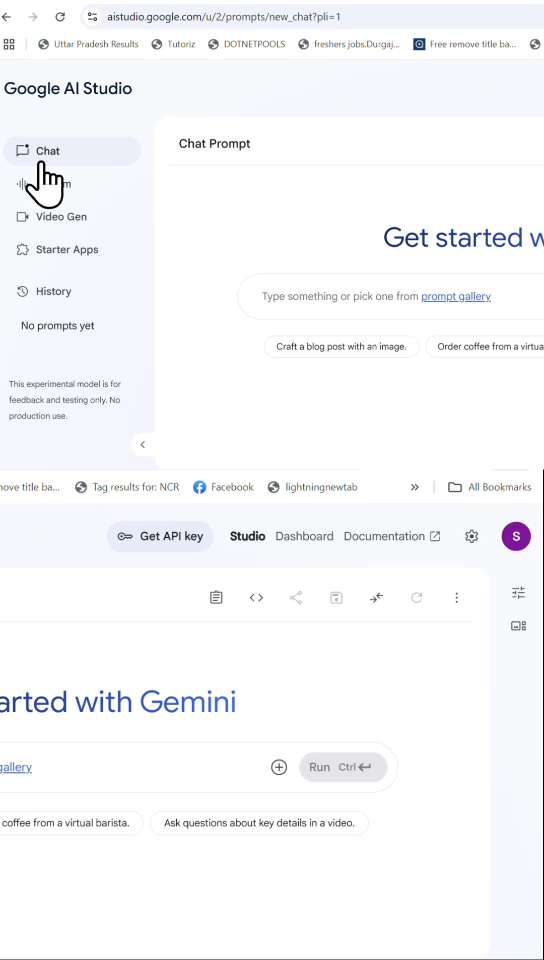 aistudio.google.com/u/2/prompts/new_chat?pli=1
Uttar Pradesh Results Tutoriz DOTNETPOOLS freshers jobs.Durgaj... Free remove title ba...
Google AI Studio
Chat
Chat Prompt
m
Video Gen
Get started w
Starter Apps
History
Type something or pick one from prompt gallery
No prompts yet
Craft a blog post with an image. Order coffee from a virtua
This experimental model is for
feedback and testing only. No
production use.
nove title ba... Tag results for: NCR Facebook lightningnewtab » All Bookmarks
Get API key Studio Dashboard Documentation S
arted with Gemini
gallery Run Ctrl
coffee from a virtual barista. Ask questions about key details in a video.